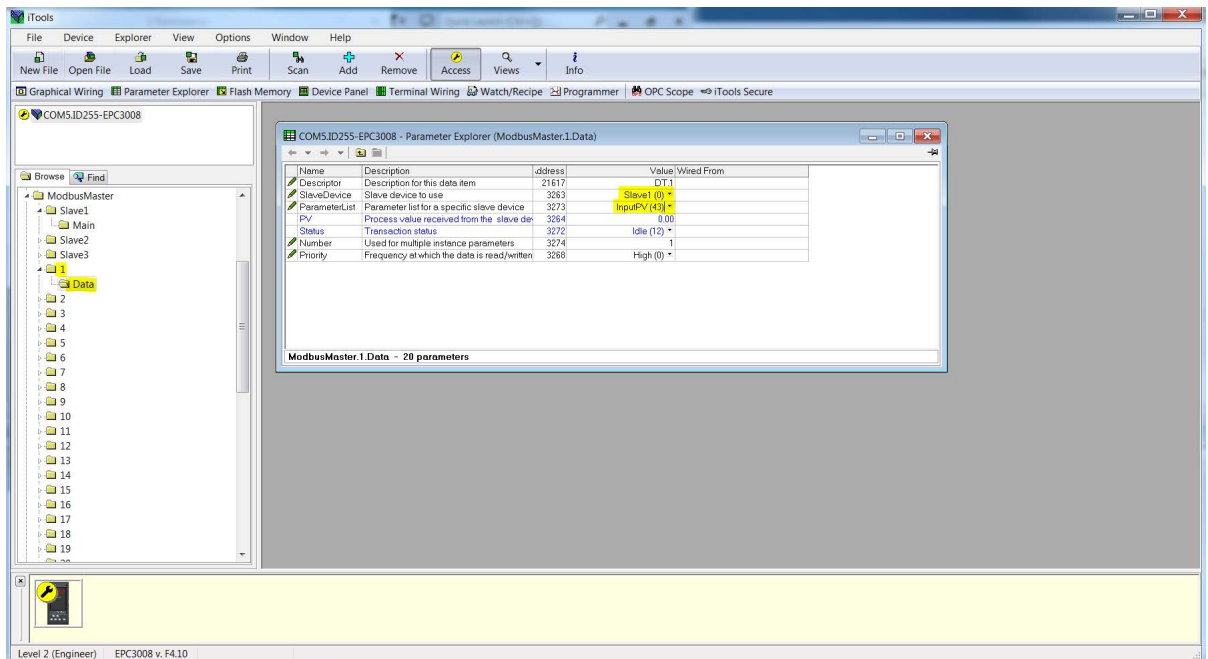 iTools
File Device Explorer View Options Window Help
New File Open File Load Save Print Scan Add Remove Access Views Info
Graphical Wiring Parameter Explorer Flash Memory Device Panel Terminal Wiring Watch/Recipe Programmer OPC Scope iTools Secure
COM5.ID255-EPC3008
Browse Find
ModbusMaster
Slave1
Main
Slave2
Slave3
1
Data
2
3
4
5
6
7
8
9
10
11
12
13
14
15
16
17
18
19
COM5.ID255-EPC3008 - Parameter Explorer (ModbusMaster.1.Data)
Name Description ddress Value Wired From
Descriptor Description for this data item 21617 DT.1
SlaveDevice Slave device to use 3263 Slave1 (0)
ParameterList Parameter list for a specific slave device 3273 InputPV (43)
PV Process value received from the slave de 3264 0.00
Status Transaction status 3272 Idle (12)
Number Used for multiple instance parameters 3274 1
Priority Frequency at which the data is read/written 3268 High (0)
ModbusMaster.1.Data - 20 parameters
Level 2 (Engineer) EPC3008 v. F4.10